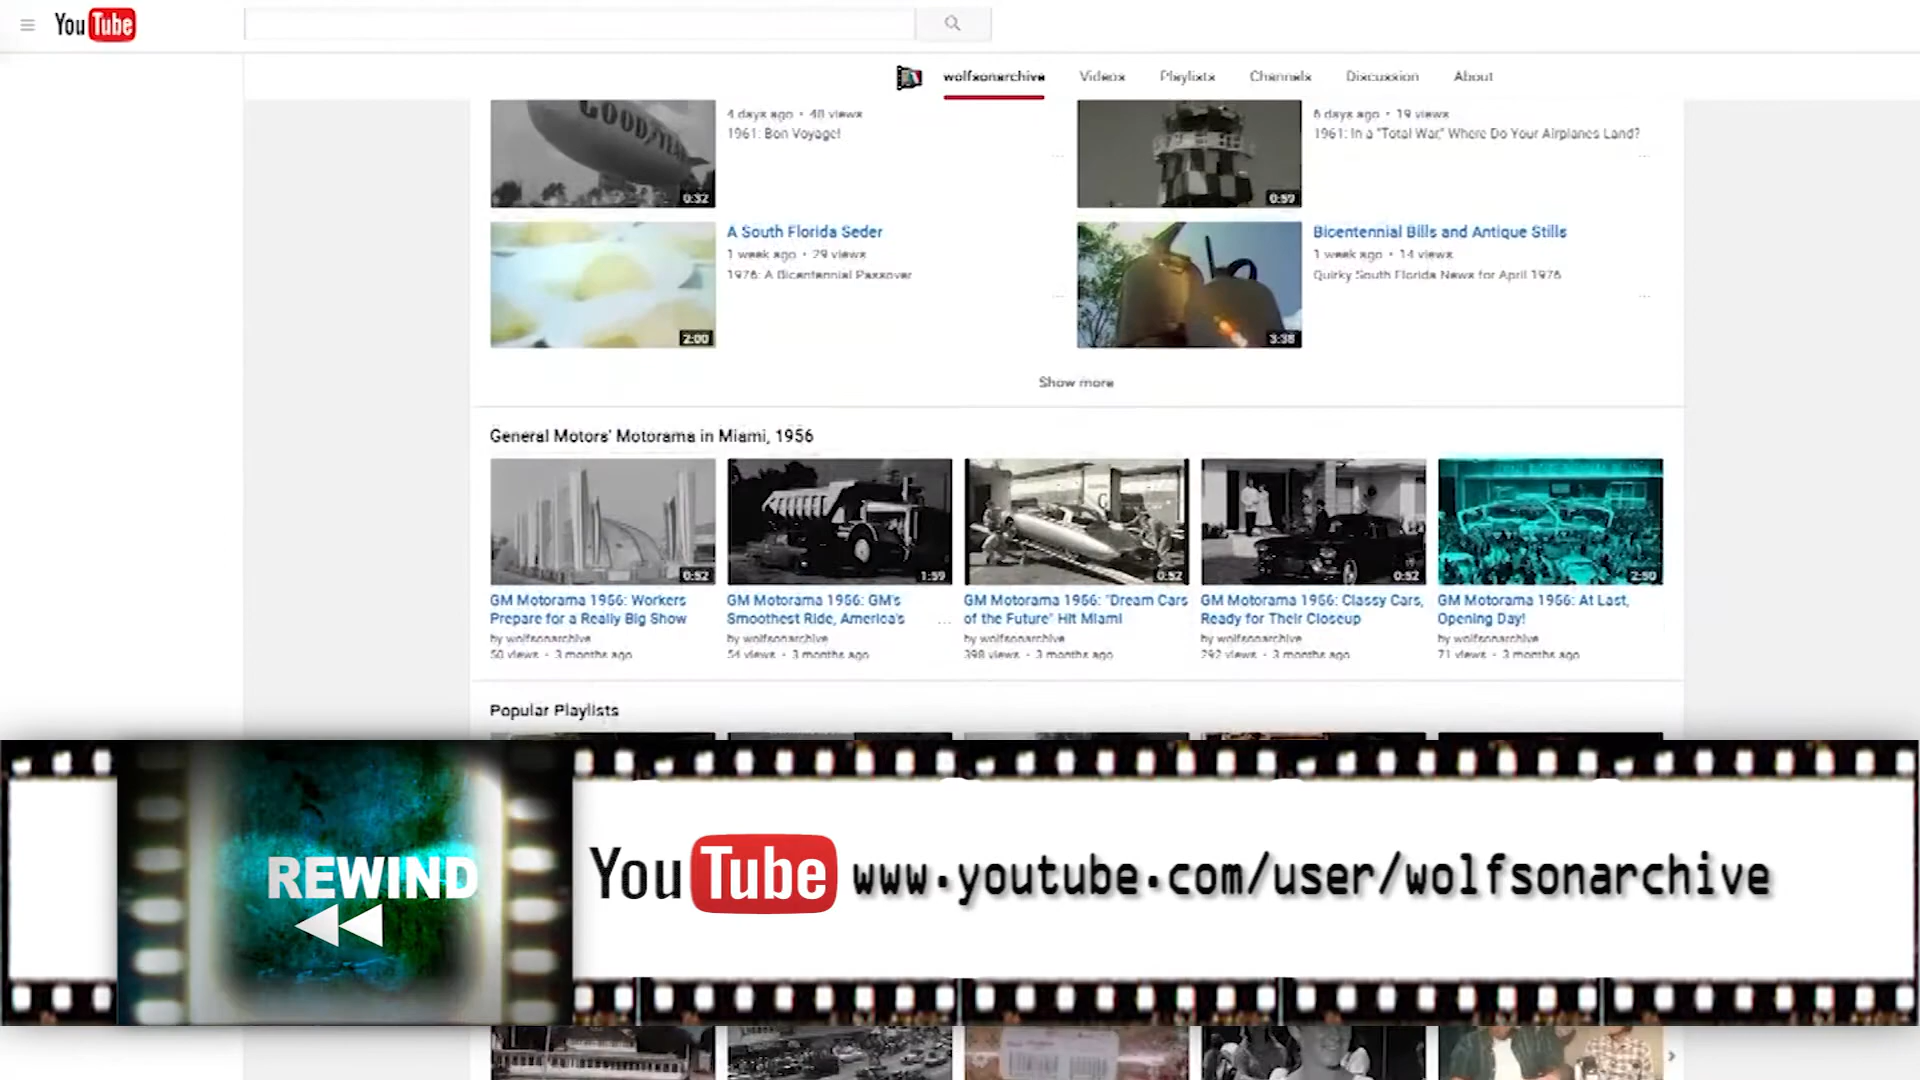 YouTube
wolfsonarchive Videos Playlists Channels Discussion About
GOODYEAR
0:32
4 days ago • 48 views
1961: Bon Voyage!
0:59
6 days ago • 19 views
1961: In a "Total War," Where Do Your Airplanes Land?
2:00
A South Florida Seder
1 week ago • 29 views
1976: A Bicentennial Passover
3:38
Bicentennial Bills and Antique Stills
1 week ago • 14 views
Quirky South Florida News for April 1976
Show more
General Motors' Motorama in Miami, 1956
0:52
GM Motorama 1956: Workers
Prepare for a Really Big Show
by wolfsonarchive
50 views • 3 months ago
1:59
GM Motorama 1956: GM's
Smoothest Ride, America's
...
by wolfsonarchive
54 views • 3 months ago
0:52
GM Motorama 1956: "Dream Cars
of the Future" Hit Miami
by wolfsonarchive
398 views • 3 months ago
0:52
GM Motorama 1956: Classy Cars,
Ready for Their Closeup
by wolfsonarchive
292 views • 3 months ago
2:50
GM Motorama 1956: At Last,
Opening Day!
by wolfsonarchive
71 views • 3 months ago
Popular Playlists
REWIND
YouTube www.youtube.com/user/wolfsonarchive